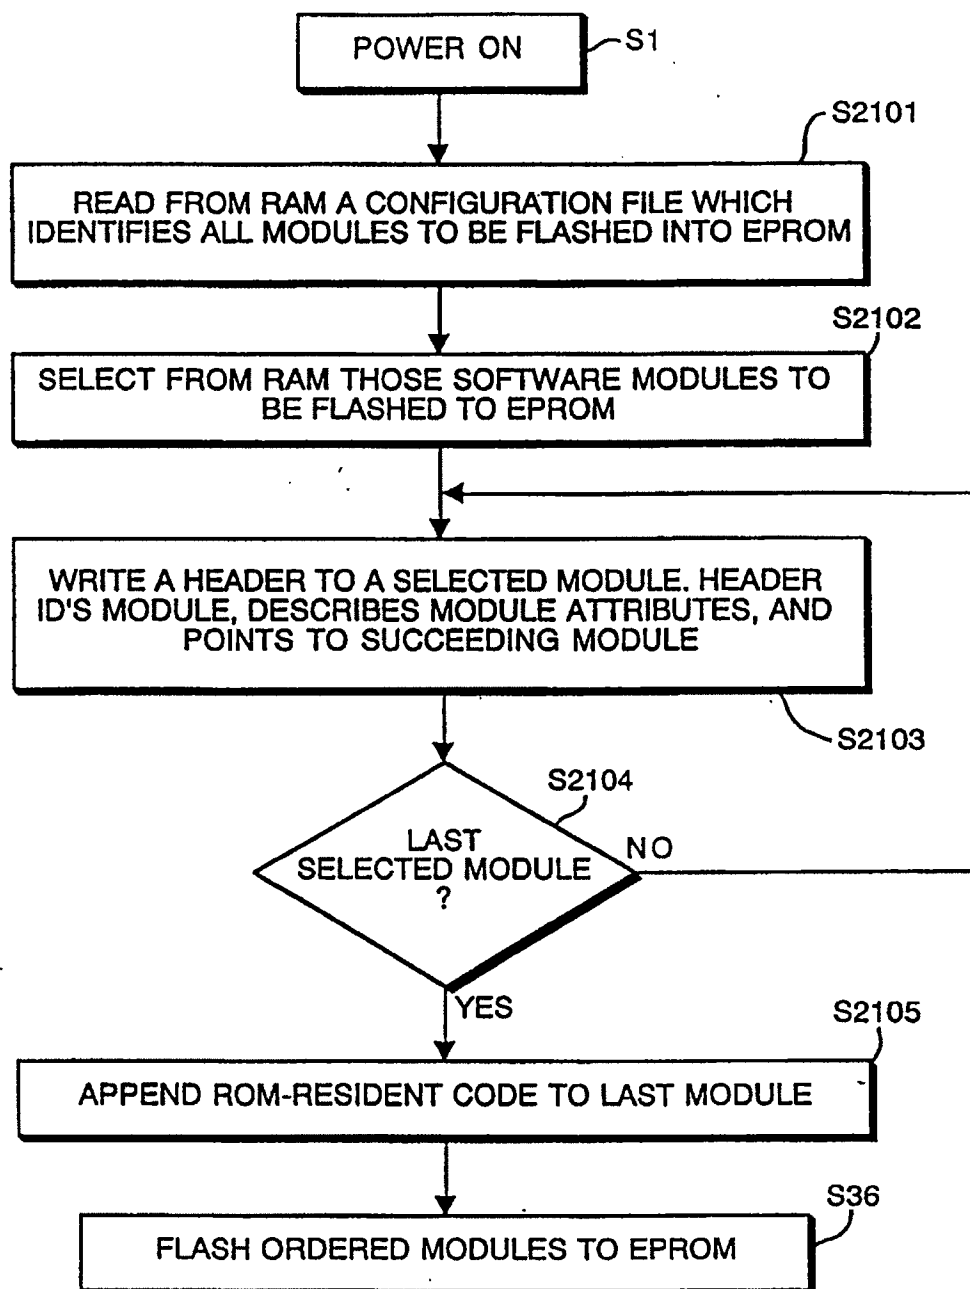 POWER ON
S1
S2101
READ FROM RAM A CONFIGURATION FILE WHICH
IDENTIFIES ALL MODULES TO BE FLASHED INTO EPROM
S2102
SELECT FROM RAM THOSE SOFTWARE MODULES TO
BE FLASHED TO EPROM
WRITE A HEADER TO A SELECTED MODULE. HEADER
ID'S MODULE, DESCRIBES MODULE ATTRIBUTES, AND
POINTS TO SUCCEEDING MODULE
S2103
S2104
LAST
SELECTED MODULE
?
NO
YES
S2105
APPEND ROM-RESIDENT CODE TO LAST MODULE
S36
FLASH ORDERED MODULES TO EPROM